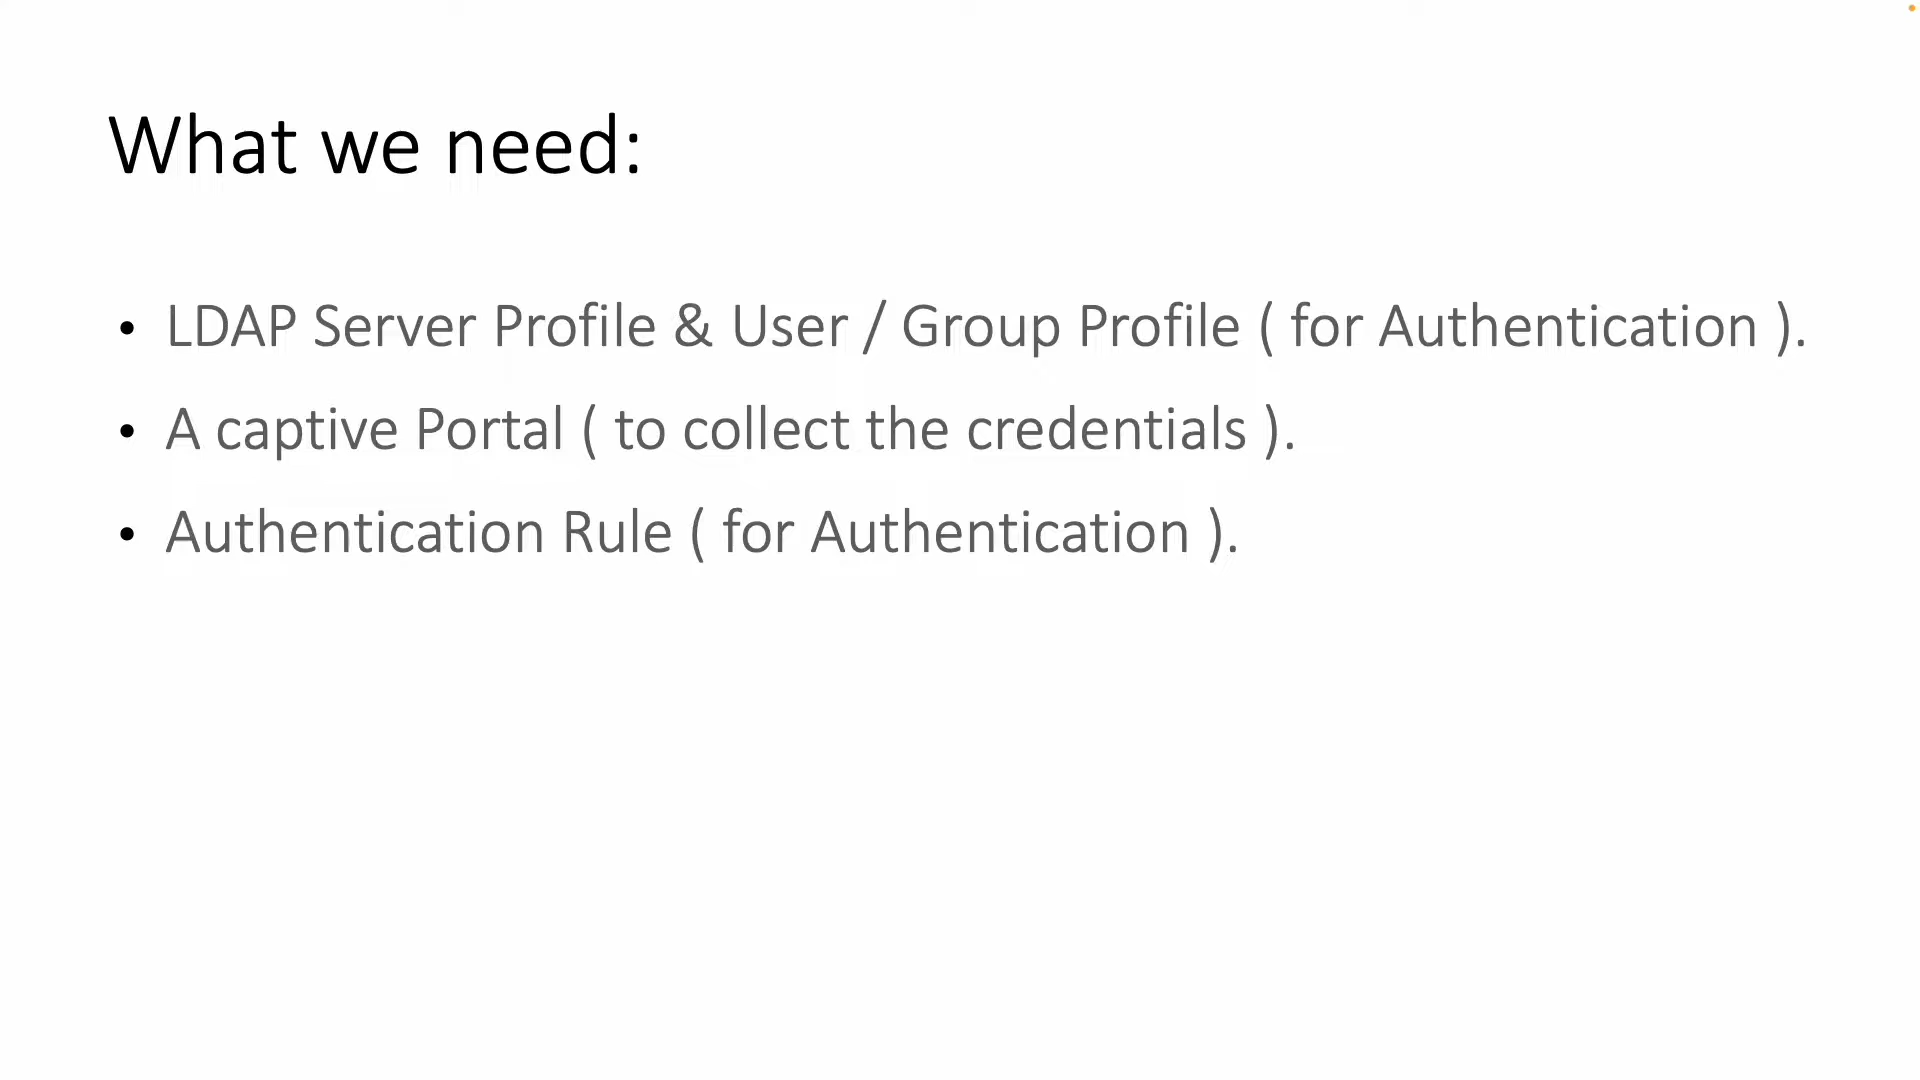 What we need:
• LDAP Server Profile & User / Group Profile ( for Authentication ).
• A captive Portal ( to collect the credentials ).
• Authentication Rule ( for Authentication ).